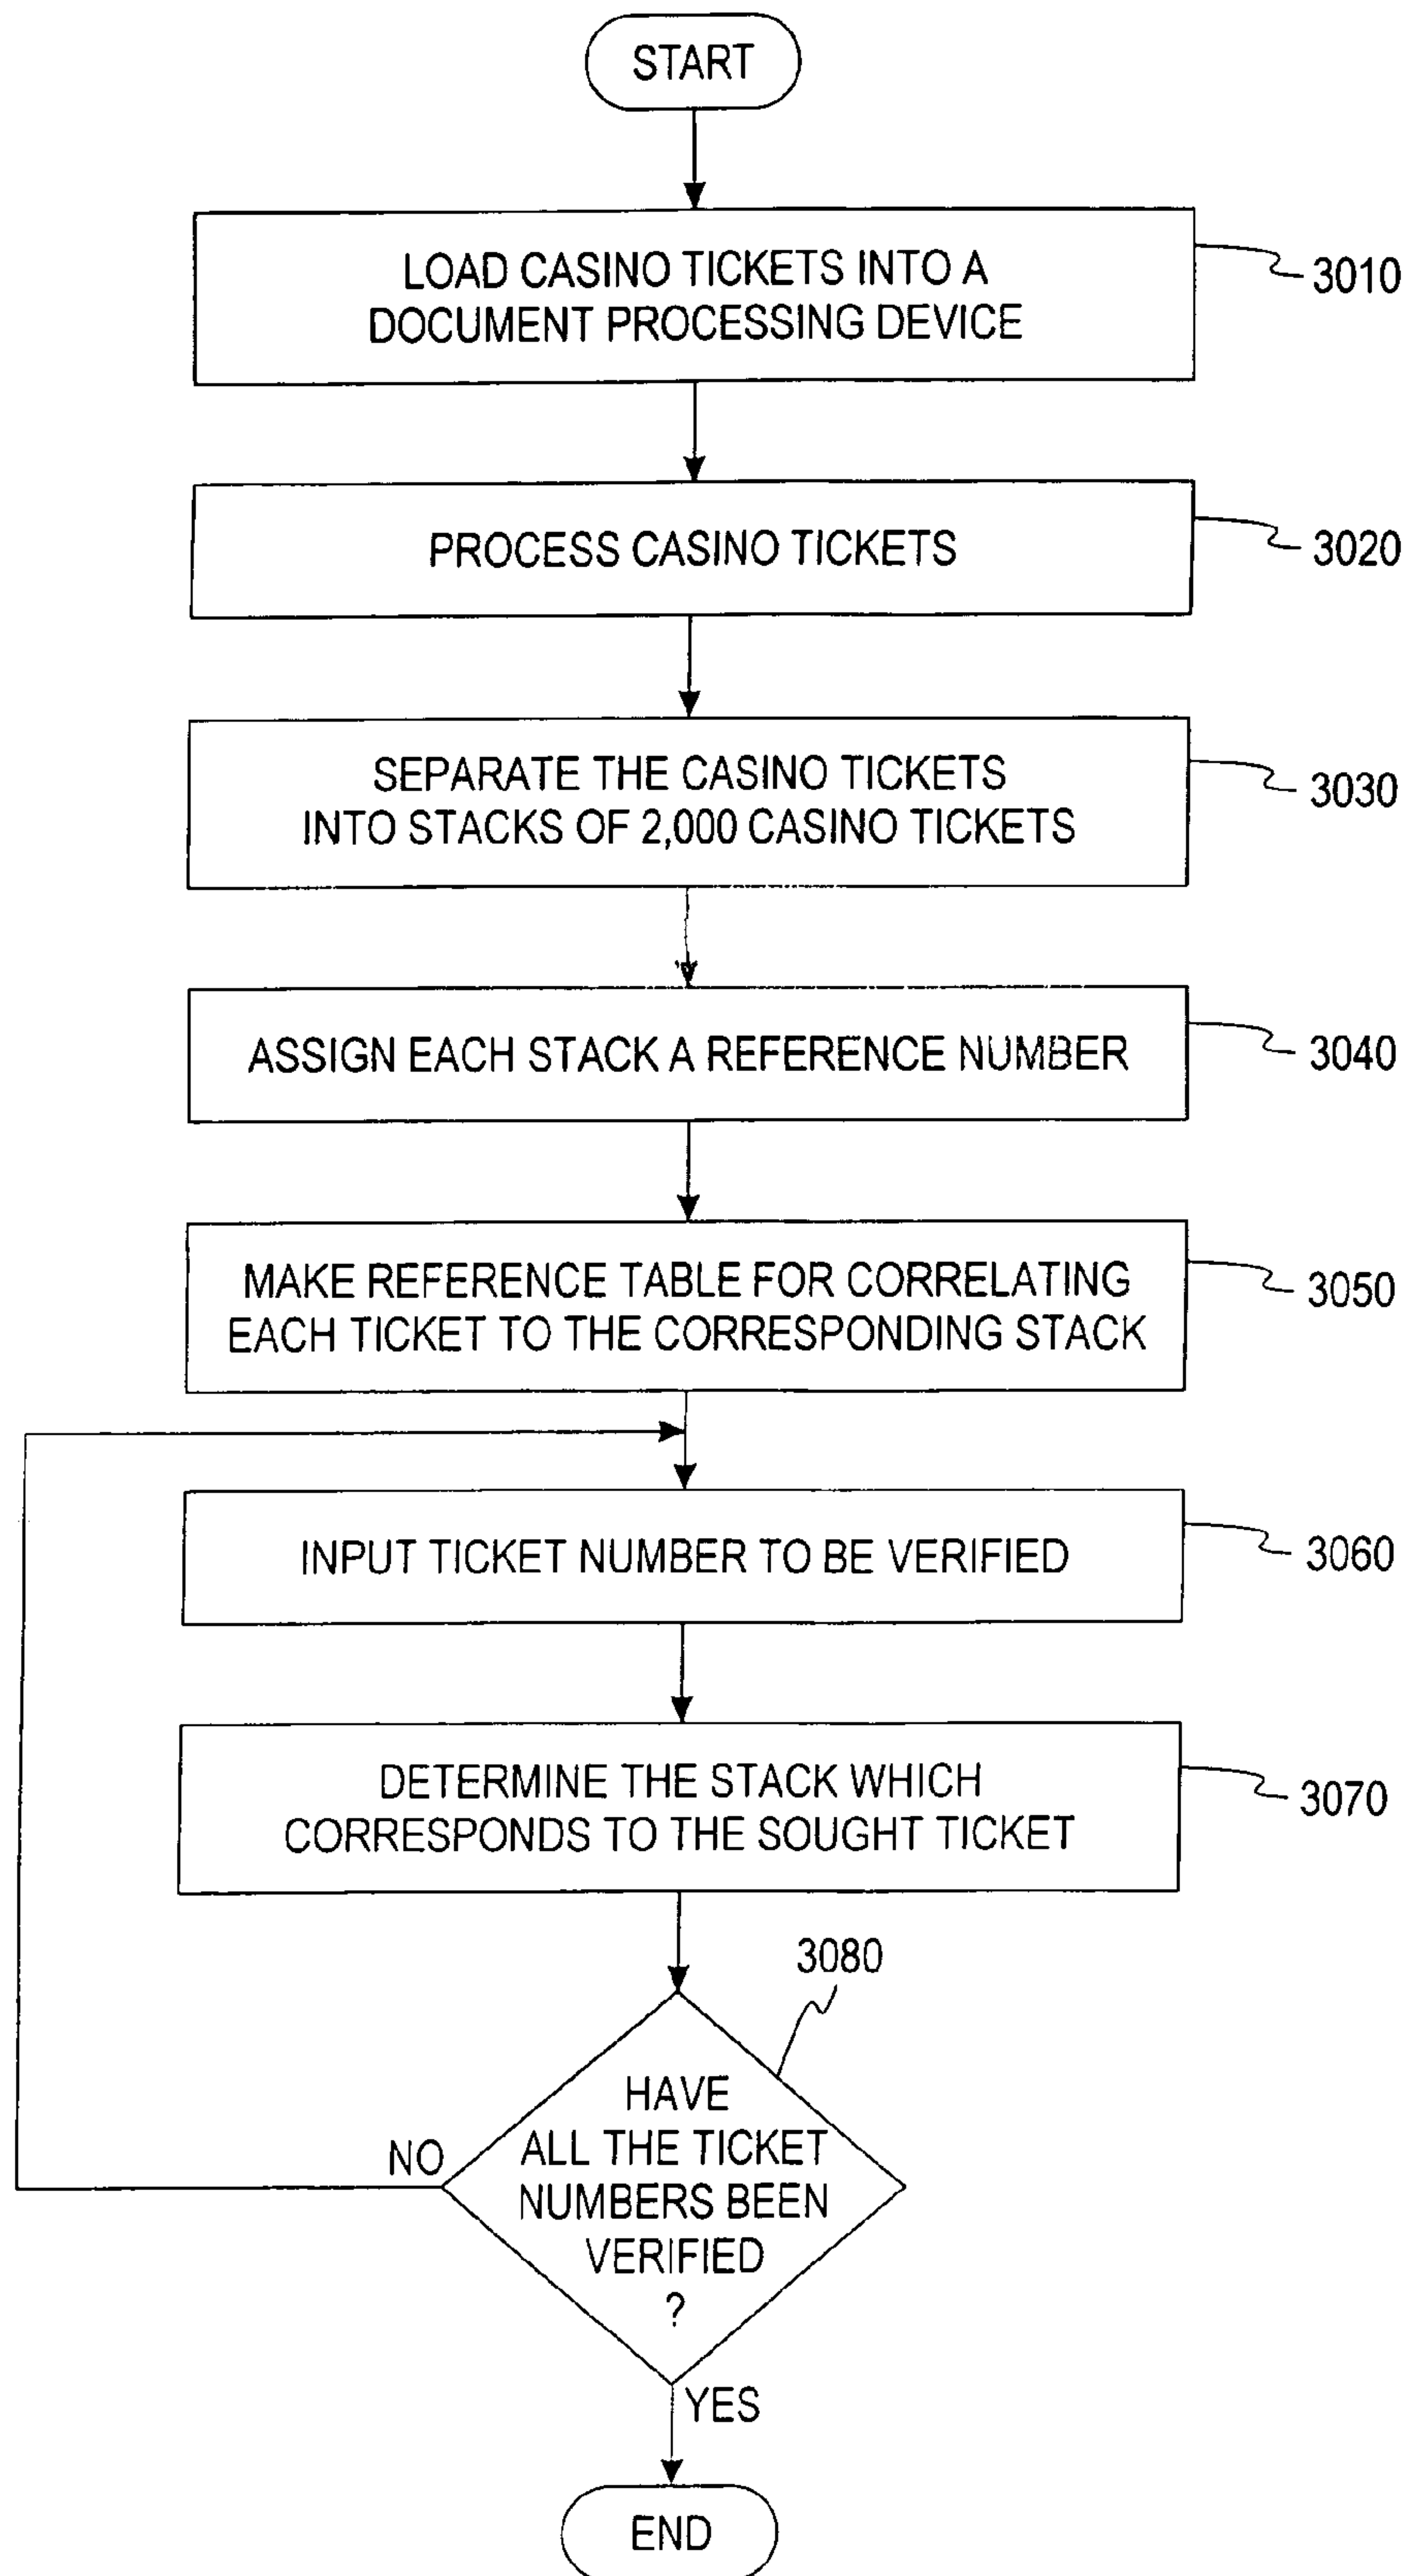 START
LOAD CASINO TICKETS INTO A
DOCUMENT PROCESSING DEVICE
3010
PROCESS CASINO TICKETS
3020
SEPARATE THE CASINO TICKETS
INTO STACKS OF 2,000 CASINO TICKETS
3030
ASSIGN EACH STACK A REFERENCE NUMBER
3040
MAKE REFERENCE TABLE FOR CORRELATING
EACH TICKET TO THE CORRESPONDING STACK
3050
INPUT TICKET NUMBER TO BE VERIFIED
3060
DETERMINE THE STACK WHICH
CORRESPONDS TO THE SOUGHT TICKET
3070
3080
HAVE
ALL THE TICKET
NUMBERS BEEN
VERIFIED
?
NO
YES
END